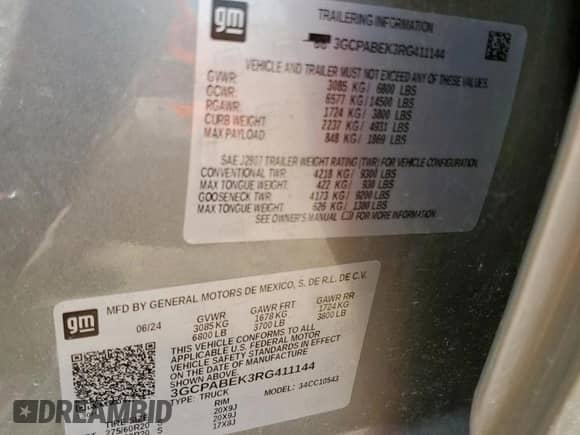 gm
TRAILERING INFORMATION
3GCPABEK3RG411144
VEHICLE AND TRAILER MUST NOT EXCEED ANY OF THESE VALUES.
GVWR: 3085 KG/ 6800 LBS
GCWR: 6577 KG/14500 LBS
RGAWR: 1724 KG/ 3800 LBS
CURB WEIGHT: 2237 KG/ 4931 LBS
MAX PAYLOAD: 848 KG/ 1869 LBS
SAE J2807 TRAILER WEIGHT RATING (TWR) FOR VEHICLE CONFIGURATION.
CONVENTIONAL TWR: 4218 KG/ 9300 LBS
MAX TONGUE WEIGHT: 422 KG/ 930 LBS
GOOSENECK TWR: 4173 KG/ 9200 LBS
MAX TONGUE WEIGHT: 626 KG/ 1380 LBS
SEE OWNER'S MANUAL FOR MORE INFORMATION.
gm
MFD BY GENERAL MOTORS DE MEXICO, S. DE R.L. DE C.V.
06/24 GVWR GAWR FRT GAWR RR
3085 KG 1678 KG 1724 KG
6800 LB 3700 LB 3800 LB
THIS VEHICLE CONFORMS TO ALL
APPLICABLE U.S. FEDERAL MOTOR
VEHICLE SAFETY STANDARDS IN EFFECT
ON THE DATE OF MANUFACTURE
SHOWN ABOVE.
3GCPABEK3RG411144
TYPE: TRUCK MODEL: 34CC10543
RIM
20X9J
275/60R20 S 20X9J
17X8J
AUTOHELPERBOT.COM